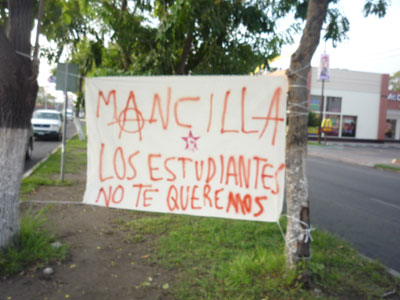 MANCILLA
LOS ESTUDIANTES
NO TE QUEREMOS